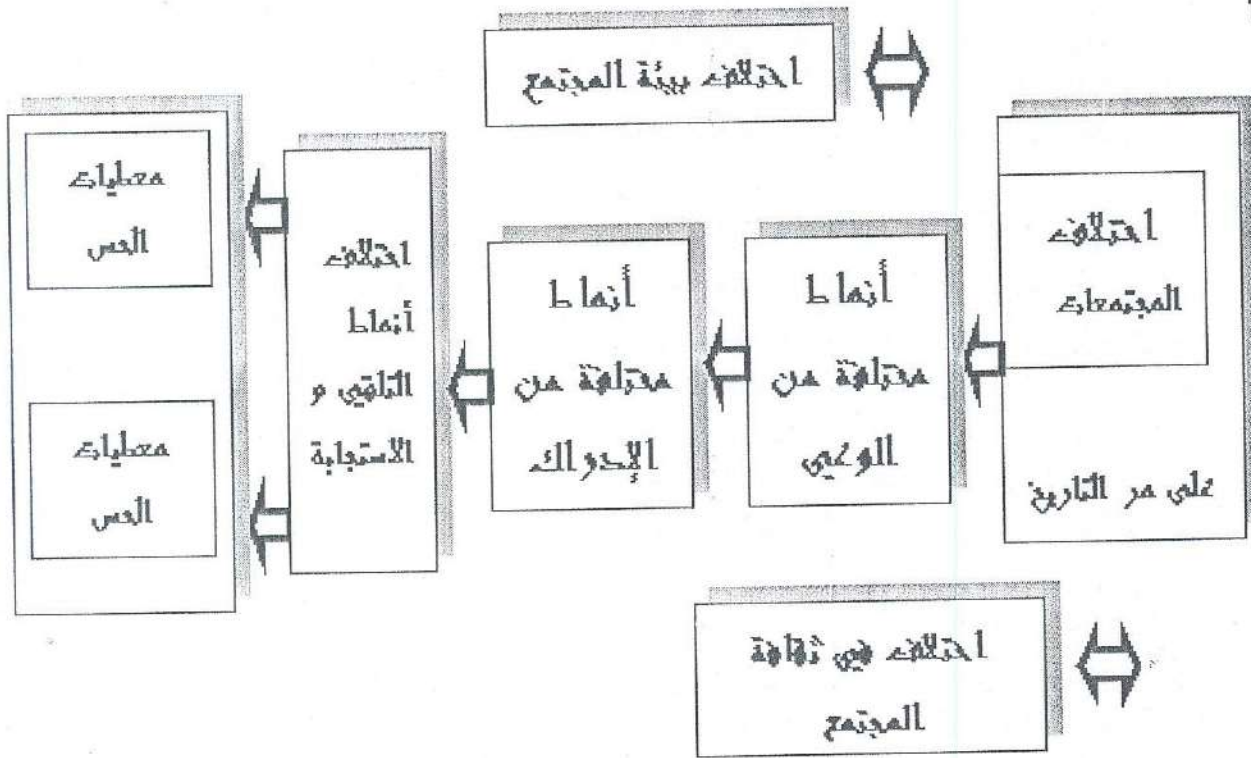 اختلاف بيئة المجتمع
اختلاف
المجتمعات
على مر التاريخ
أنماط
مختلفة من
الوعي
أنماط
مختلفة من
الإدراك
اختلاف
أنماط
التلقي و
الاستجابة
معطيات
الحس
معطيات
الحس
اختلاف في ثقافة
المجتمع